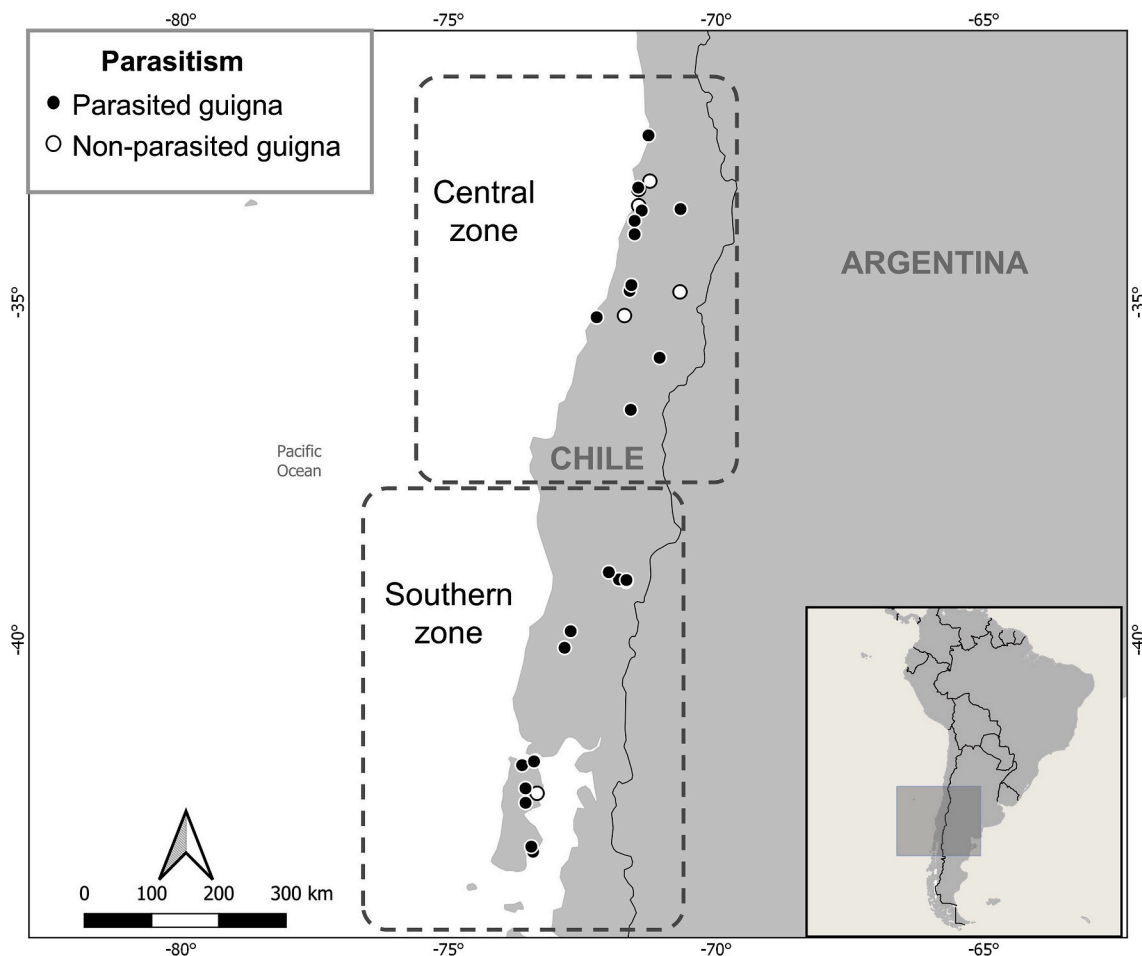 -80°
-75°
-70°
-65°
Parasitism
Parasited guigna
Non-parasited guigna
Central
zone
ARGENTINA
-35°
-35°
Pacific
Ocean
CHILE
Southern
zone
-40°
-40°
0
100
200
300 km
-80°
-75°
-70°
-65°